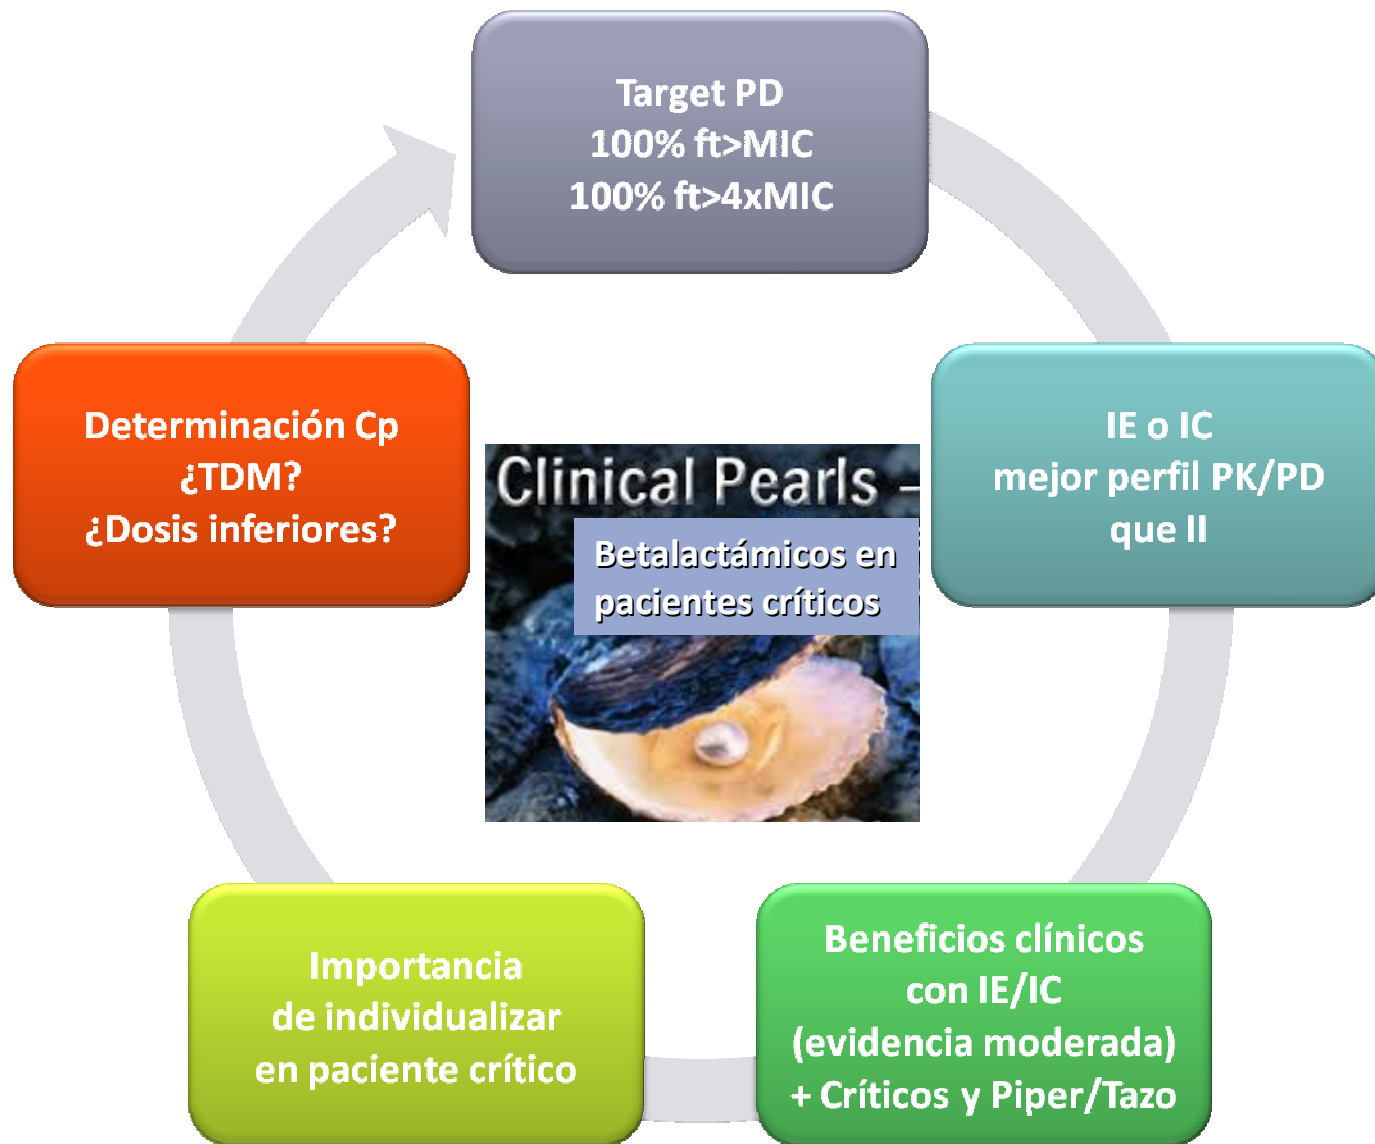 Target PD
100% ft>MIC
100% ft>4xMIC
IE o IC
mejor perfil PK/PD
que II
Beneficios clínicos
con IE/IC
(evidencia moderada)
+ Críticos y Piper/Tazo
Importancia
de individualizar
en paciente crítico
Determinación Cp
¿TDM?
¿Dosis inferiores?
Clinical Pearls –
Betalactámicos en
pacientes críticos